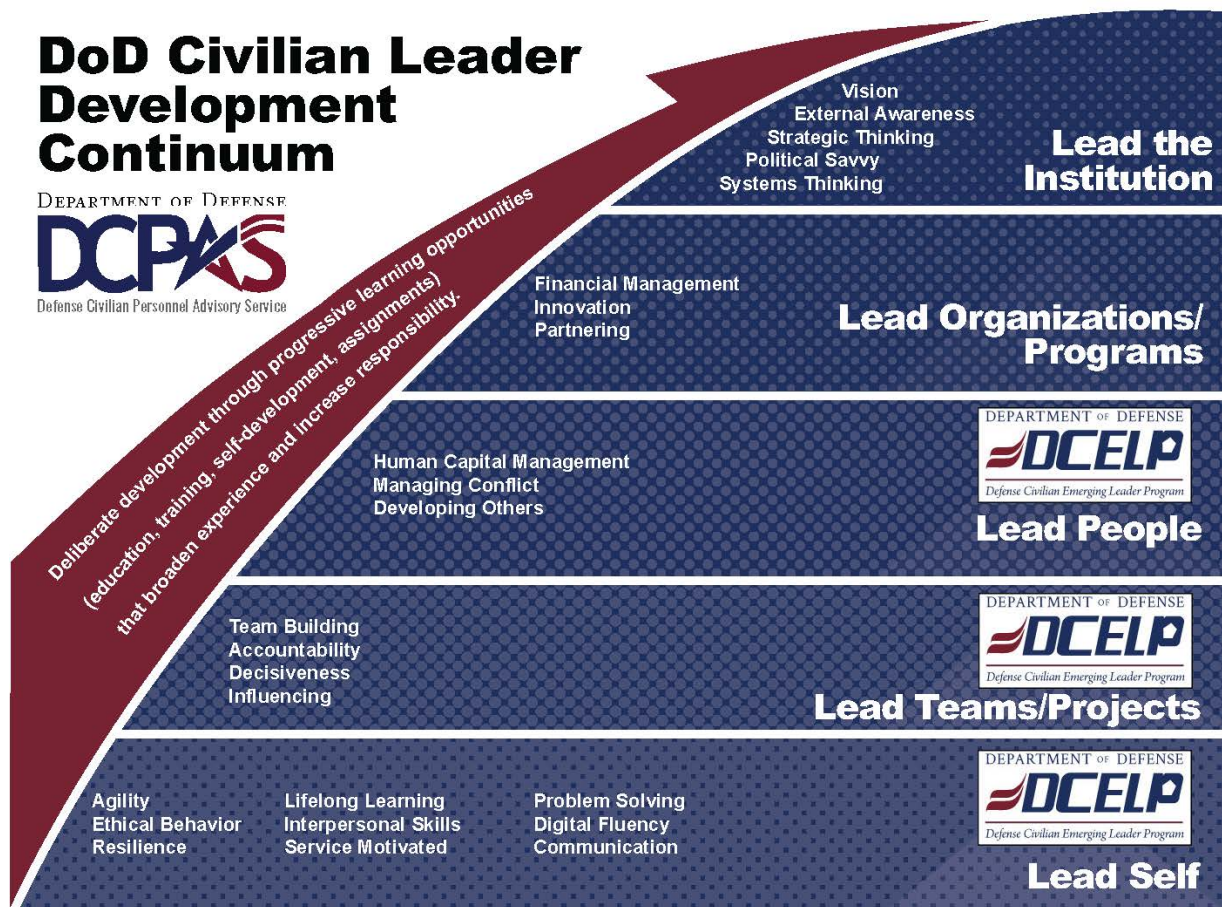 DoD Civilian Leader
Development
Continuum
DEPARTMENT OF DEFENSE
DCPAS
Defense Civilian Personnel Advisory Service
Deliberate development through progressive learning opportunities
(education, training, self-development, assignments)
that broaden experience and increase responsibility.
Vision
External Awareness
Strategic Thinking
Political Savvy
Systems Thinking
Lead the
Institution
Financial Management
Innovation
Partnering
Lead Organizations/
Programs
Human Capital Management
Managing Conflict
Developing Others
DEPARTMENT OF DEFENSE
DCELP
Defense Civilian Emerging Leader Program
Lead People
Team Building
Accountability
Decisiveness
Influencing
DEPARTMENT OF DEFENSE
DCELP
Defense Civilian Emerging Leader Program
Lead Teams/Projects
Agility
Ethical Behavior
Resilience
Lifelong Learning
Interpersonal Skills
Service Motivated
Problem Solving
Digital Fluency
Communication
DEPARTMENT OF DEFENSE
DCELP
Defense Civilian Emerging Leader Program
Lead Self